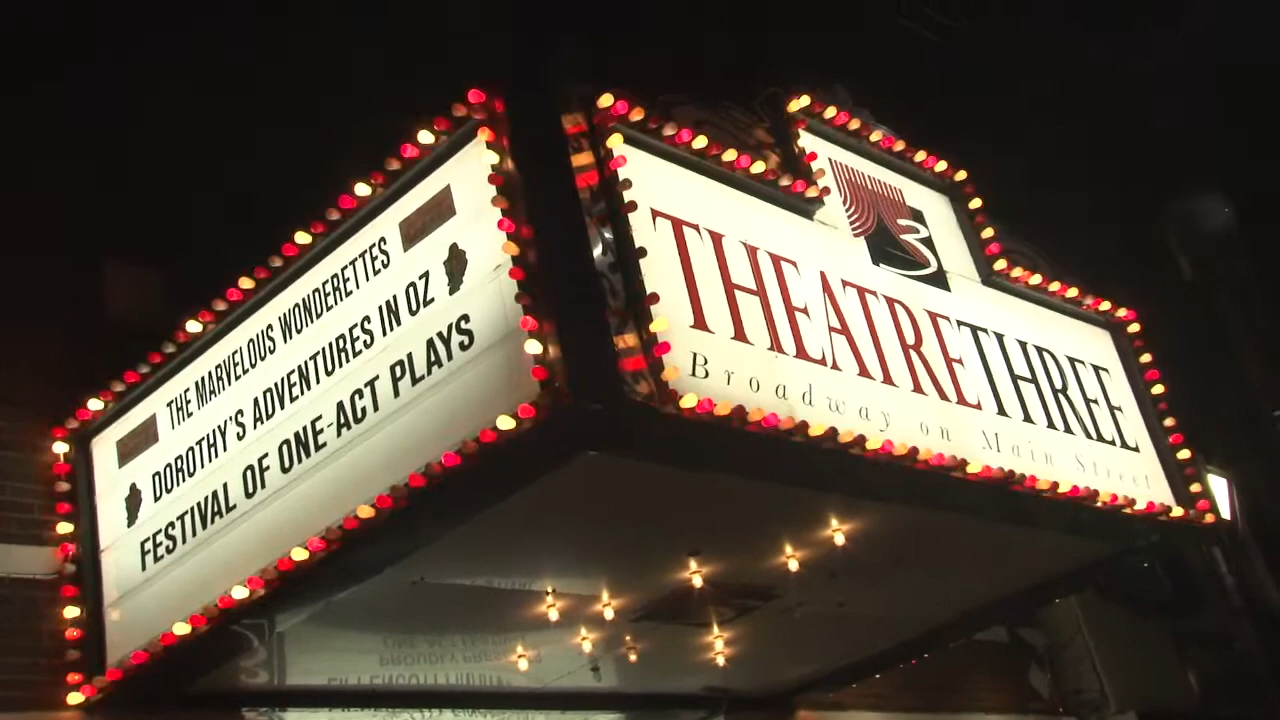 THE MARVELOUS WONDERETTES
DOROTHY'S ADVENTURES IN OZ
FESTIVAL OF ONE-ACT PLAYS
3
THEATRETHREE
Broadway on Main Street